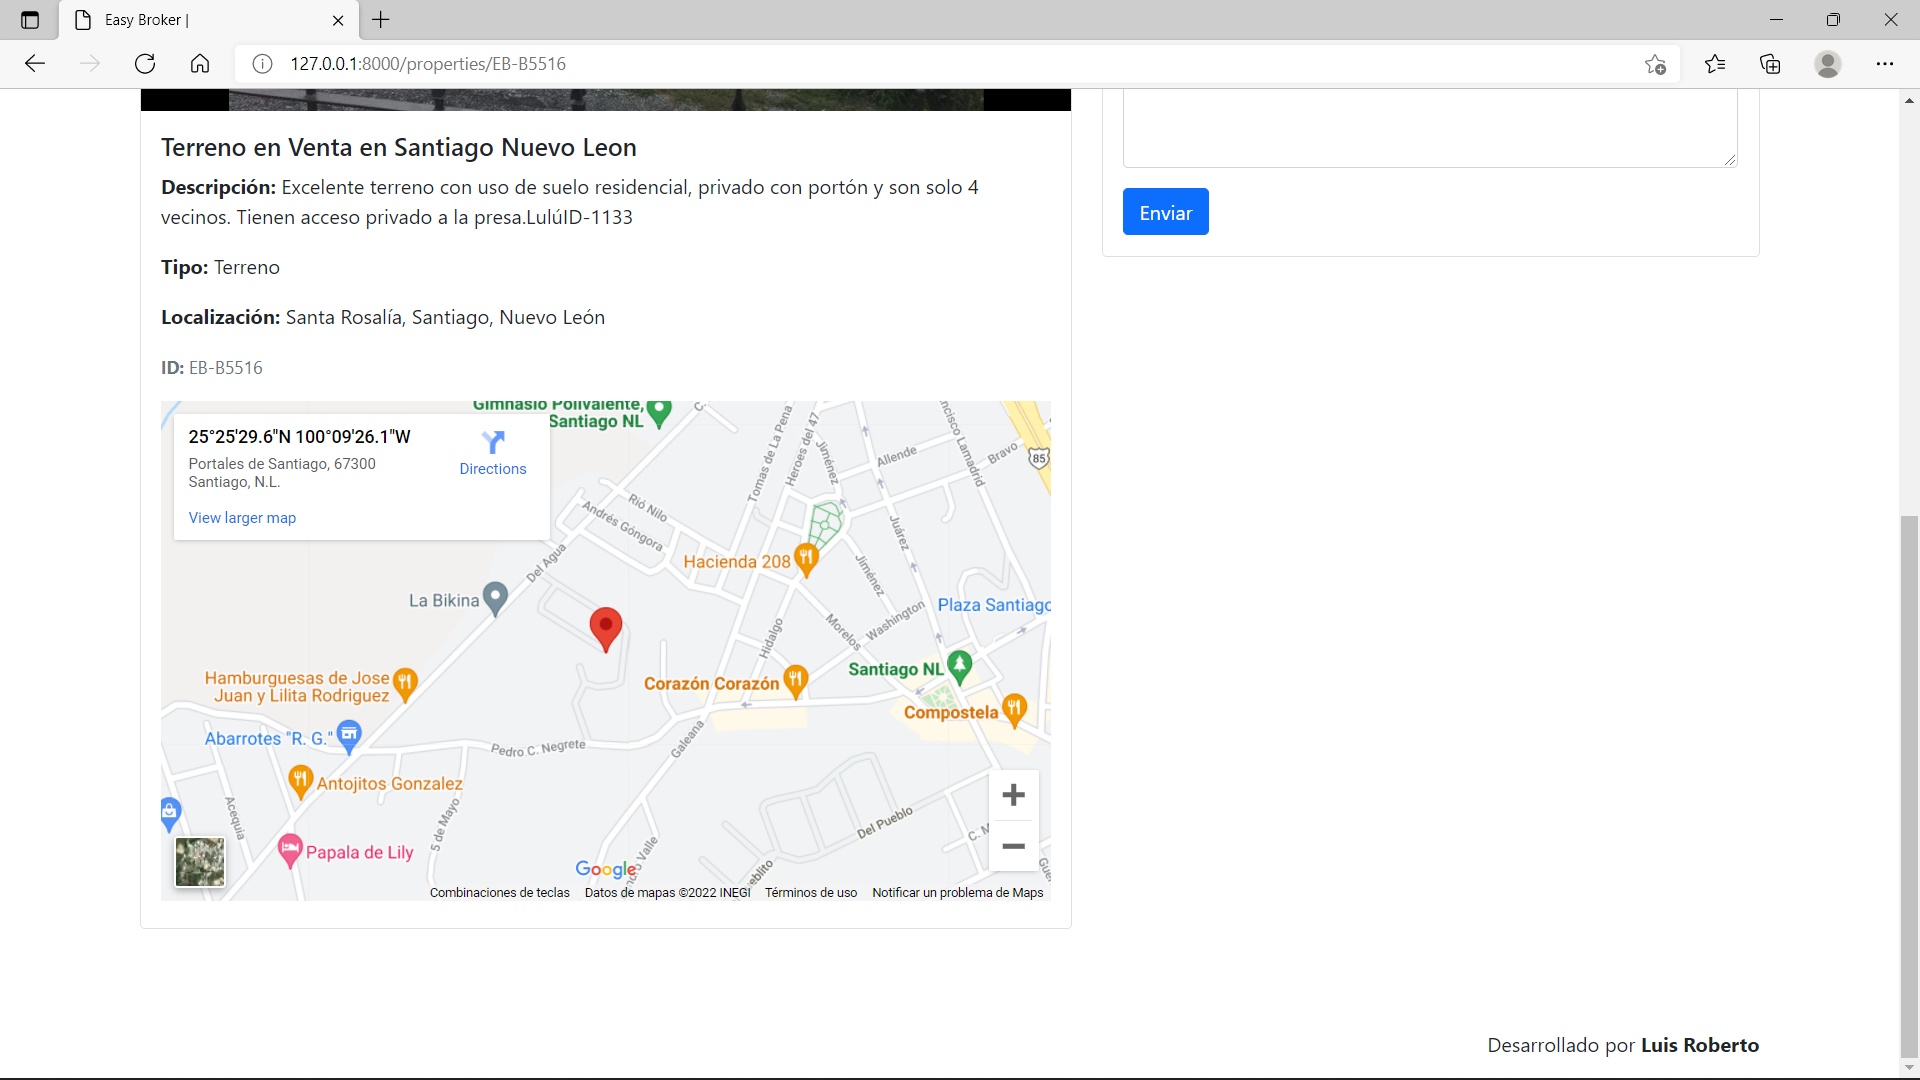 Easy Broker |
127.0.0.1:8000/properties/EB-B5516
Terreno en Venta en Santiago Nuevo Leon
Descripción: Excelente terreno con uso de suelo residencial, privado con portón y son solo 4
vecinos. Tienen acceso privado a la presa.LulúID-1133
Tipo: Terreno
Localización: Santa Rosalía, Santiago, Nuevo León
ID: EB-B5516
Enviar
25°25'29.6"N 100°09'26.1"W
Portales de Santiago, 67300
Santiago, N.L.
Directions
View larger map
Gimnasio Polivalente,
Santiago NL
C.
Tomas de La Pena
Heroes del 47
Jiménez
Allende
Bravo
85
Rió Nilo
Andrés Góngora
Del Agua
Juárez
Hacienda 208
Jiménez
La Bikina
Plaza Santiago
Washington
Morelos
Hidalgo
Santiago NL
Hamburguesas de Jose
Juan y Lilita Rodriguez
Corazón Corazón
Compostela
Abarrotes "R. G."
Pedro C. Negrete
Galeana
Antojitos Gonzalez
Acequia
5 de Mayo
Del Pueblo
Papala de Lily
Valle
Google
Combinaciones de teclas
Datos de mapas ©2022 INEGI
Términos de uso
Notificar un problema de Maps
Desarrollado por Luis Roberto